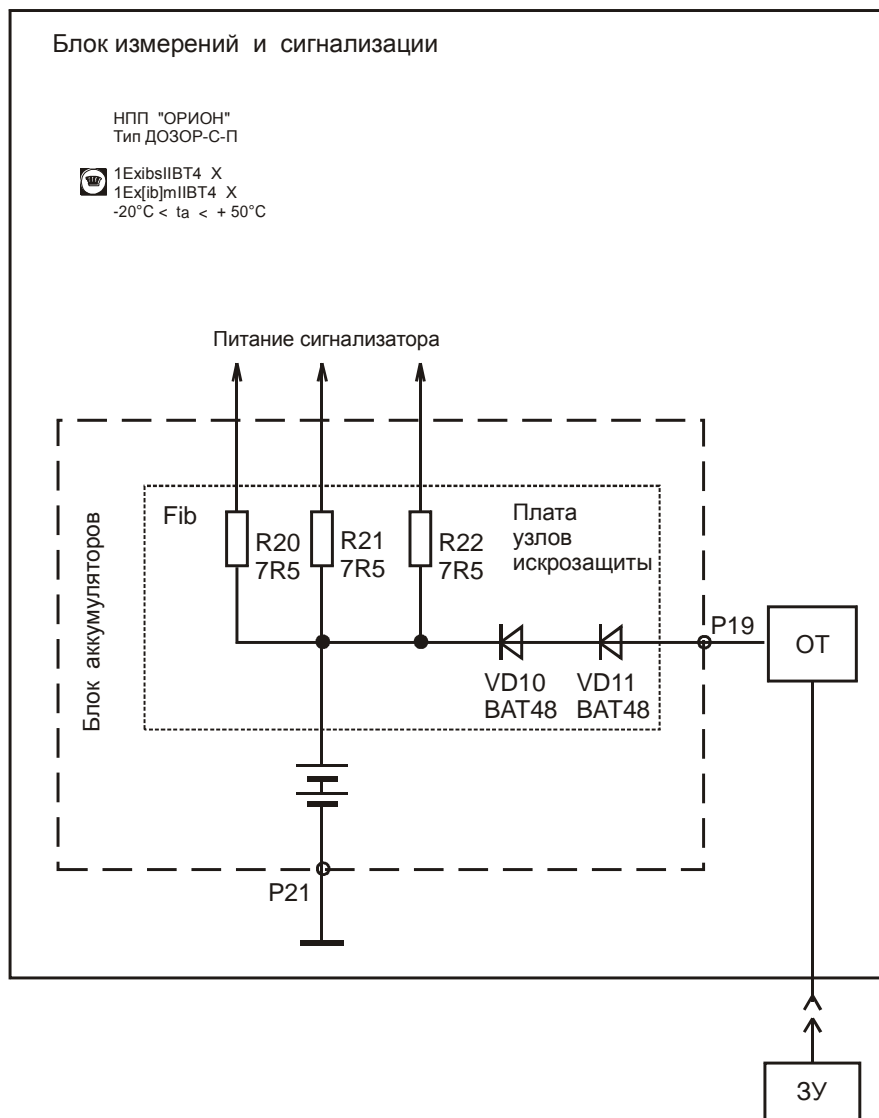 Блок измерений и сигнализации
НПП "ОРИОН"
Тип ДОЗОР-С-П
1ExibsIIBT4 X
1Ex[ib]mIIBT4 X
-20°C < ta < + 50°C
Питание сигнализатора
Блок аккумуляторов
Fib
R20
7R5
R21
7R5
R22
7R5
Плата
узлов
искрозащиты
VD10
BAT48
VD11
BAT48
P19
ОТ
P21
ЗУ